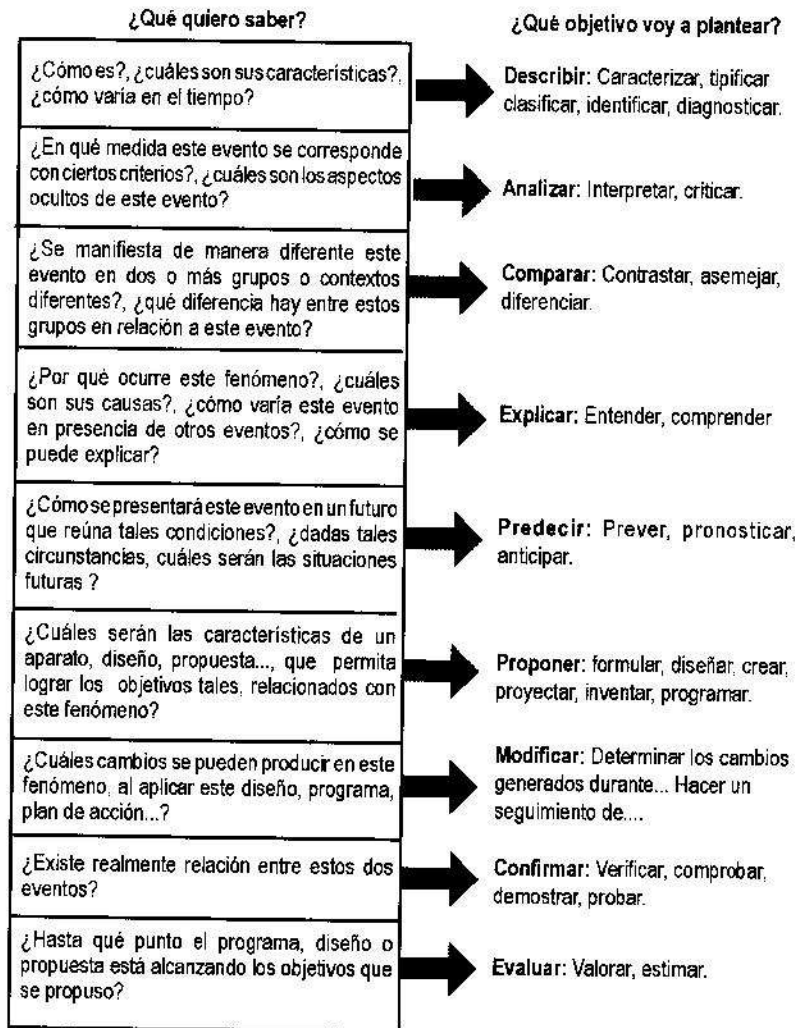 ¿Qué quiero saber?
¿Qué objetivo voy a plantear?
¿Cómo es?, ¿cuáles son sus características?,
¿cómo varía en el tiempo?
Describir: Caracterizar, tipificar
clasificar, identificar, diagnosticar.
¿En qué medida este evento se corresponde
con ciertos criterios?, ¿cuáles son los aspectos
ocultos de este evento?
Analizar: Interpretar, criticar.
¿Se manifiesta de manera diferente este
evento en dos o más grupos o contextos
diferentes?, ¿qué diferencia hay entre estos
grupos en relación a este evento?
Comparar: Contrastar, asemejar,
diferenciar.
¿Por qué ocurre este fenómeno?, ¿cuáles
son sus causas?, ¿cómo varía este evento
en presencia de otros eventos?, ¿cómo se
puede explicar?
Explicar: Entender, comprender
¿Cómo se presentará este evento en un futuro
que reúna tales condiciones?, ¿dadas tales
circunstancias, cuáles serán las situaciones
futuras ?
Predecir: Prever, pronosticar,
anticipar.
¿Cuáles serán las características de un
aparato, diseño, propuesta..., que permita
lograr los objetivos tales, relacionados con
este fenómeno?
Proponer: formular, diseñar, crear,
proyectar, inventar, programar.
¿Cuáles cambios se pueden producir en este
fenómeno, al aplicar este diseño, programa,
plan de acción...?
Modificar: Determinar los cambios
generados durante... Hacer un
seguimiento de....
¿Existe realmente relación entre estos dos
eventos?
Confirmar: Verificar, comprobar,
demostrar, probar.
¿Hasta qué punto el programa, diseño o
propuesta está alcanzando los objetivos que
se propuso?
Evaluar: Valorar, estimar.